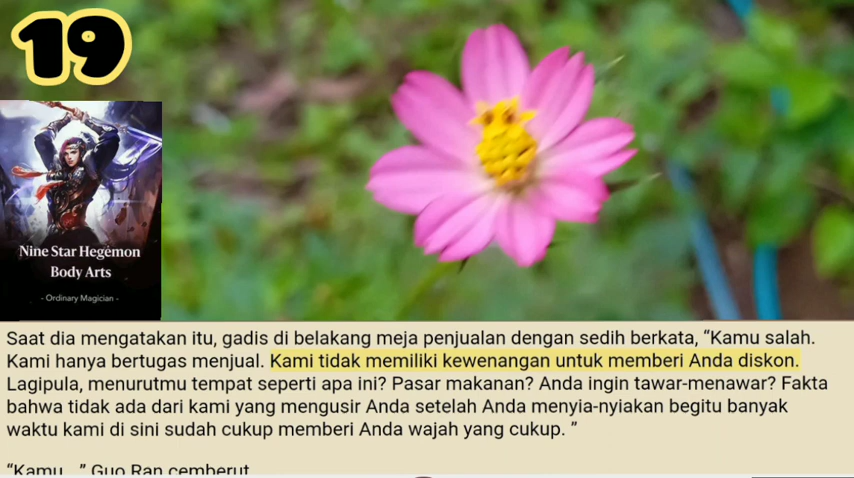 19
Nine Star Hegemon
Body Arts
- Ordinary Magician -
Saat dia mengatakan itu, gadis di belakang meja penjualan dengan sedih berkata, “Kamu salah.
Kami hanya bertugas menjual. Kami tidak memiliki kewenangan untuk memberi Anda diskon.
Lagipula, menurutmu tempat seperti apa ini? Pasar makanan? Anda ingin tawar-menawar? Fakta
bahwa tidak ada dari kami yang mengusir Anda setelah Anda menyia-nyiakan begitu banyak
waktu kami di sini sudah cukup memberi Anda wajah yang cukup. ”
“Kamu...” Guo Ran cemberut